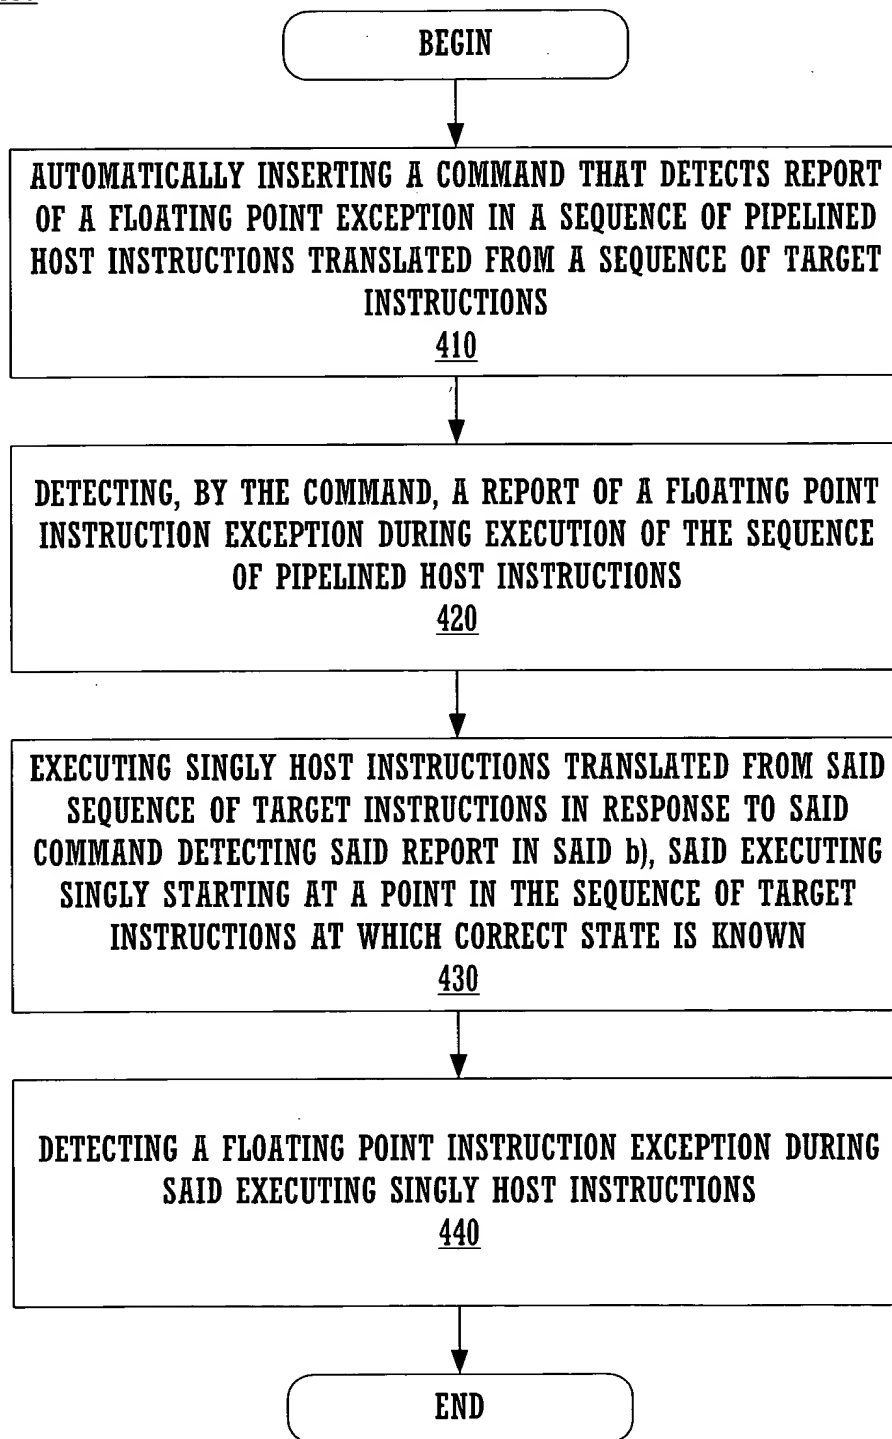 BEGIN
AUTOMATICALLY INSERTING A COMMAND THAT DETECTS REPORT
OF A FLOATING POINT EXCEPTION IN A SEQUENCE OF PIPELINED
HOST INSTRUCTIONS TRANSLATED FROM A SEQUENCE OF TARGET
INSTRUCTIONS
410
DETECTING, BY THE COMMAND, A REPORT OF A FLOATING POINT
INSTRUCTION EXCEPTION DURING EXECUTION OF THE SEQUENCE
OF PIPELINED HOST INSTRUCTIONS
420
EXECUTING SINGLY HOST INSTRUCTIONS TRANSLATED FROM SAID
SEQUENCE OF TARGET INSTRUCTIONS IN RESPONSE TO SAID
COMMAND DETECTING SAID REPORT IN SAID b), SAID EXECUTING
SINGLY STARTING AT A POINT IN THE SEQUENCE OF TARGET
INSTRUCTIONS AT WHICH CORRECT STATE IS KNOWN
430
DETECTING A FLOATING POINT INSTRUCTION EXCEPTION DURING
SAID EXECUTING SINGLY HOST INSTRUCTIONS
440
END